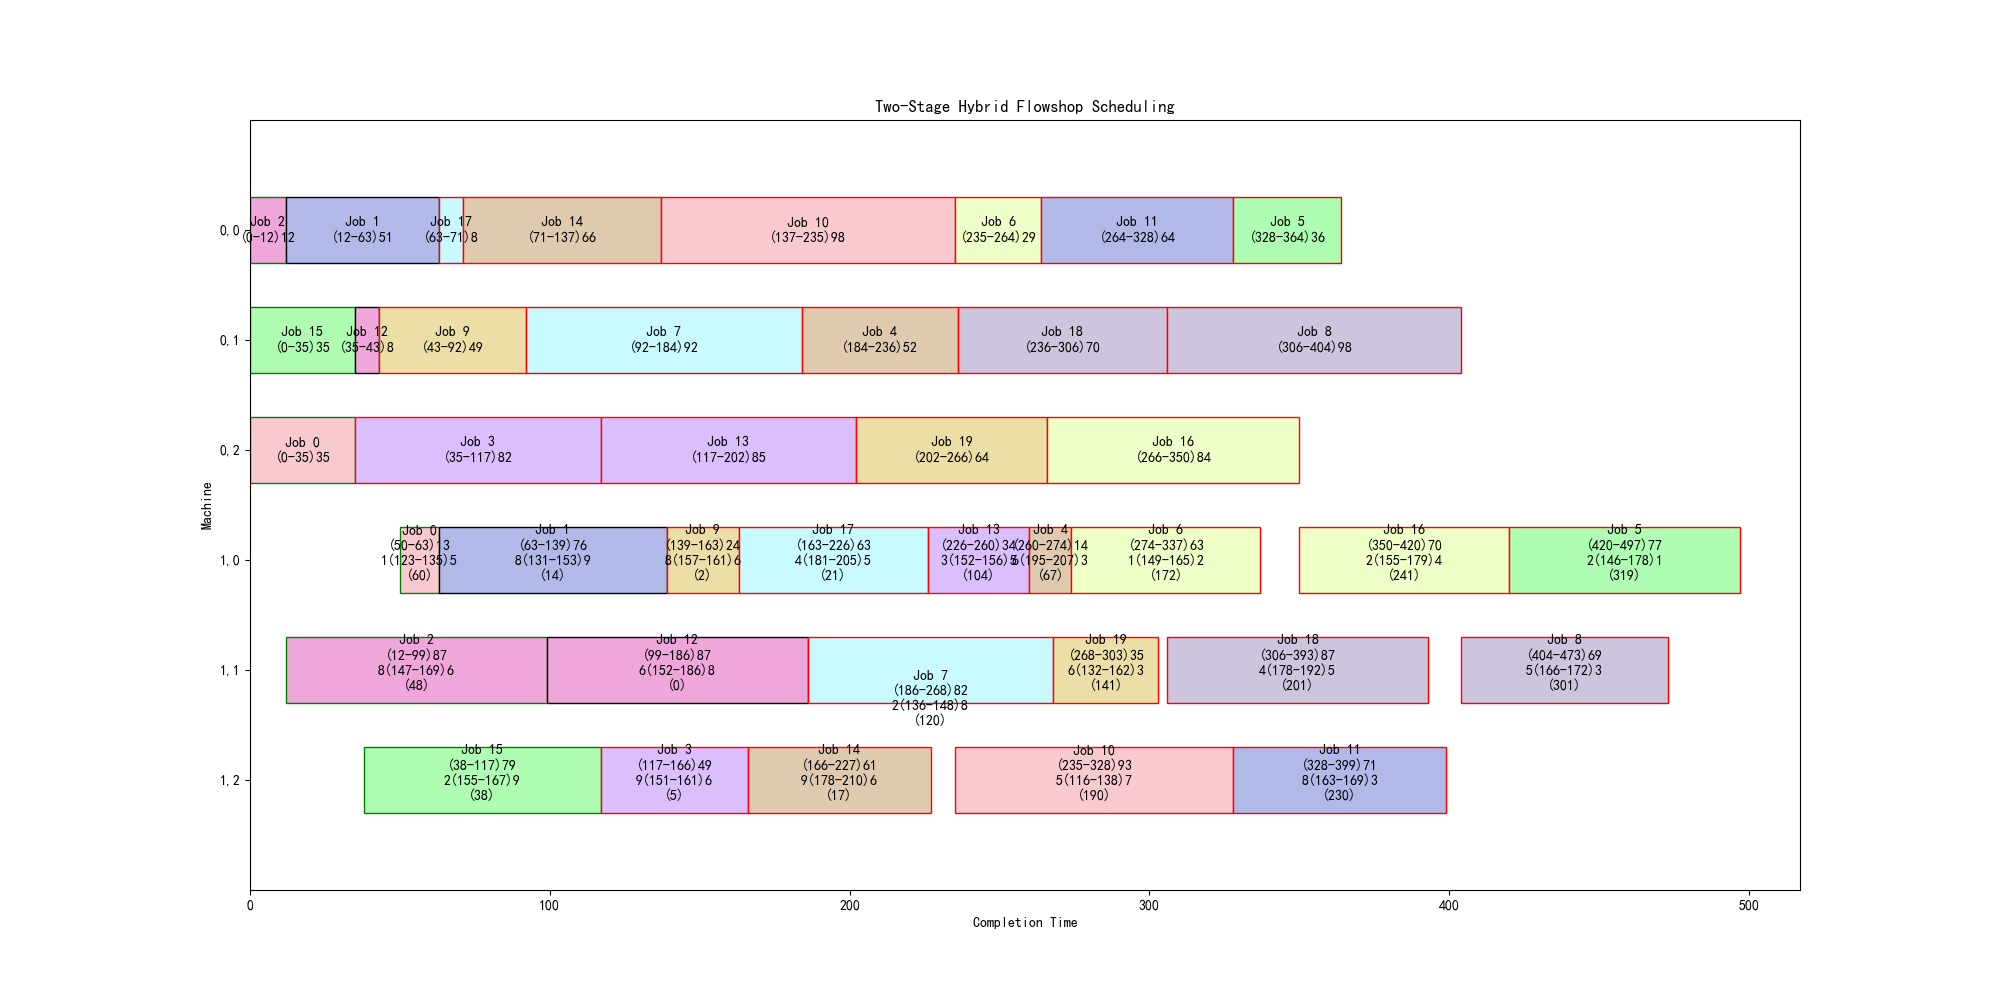 Two-Stage Hybrid Flowshop Scheduling
Machine
0,0
Job 2
(0-12)12
Job 1
(12-63)51
Job 17
(63-71)8
Job 14
(71-137)66
Job 10
(137-235)98
Job 6
(235-264)29
Job 11
(264-328)64
Job 5
(328-364)36
0,1
Job 15
(0-35)35
Job 12
(35-43)8
Job 9
(43-92)49
Job 7
(92-184)92
Job 4
(184-236)52
Job 18
(236-306)70
Job 8
(306-404)98
0,2
Job 0
(0-35)35
Job 3
(35-117)82
Job 13
(117-202)85
Job 19
(202-266)64
Job 16
(266-350)84
1,0
Job 0
(50-63)13
1(123-135)5
(60)
Job 1
(63-139)76
8(131-153)9
(14)
Job 9
(139-163)24
8(157-161)6
(2)
Job 17
(163-226)63
4(181-205)5
(21)
Job 13
(226-260)34
3(152-156)5
(104)
Job 4
(260-274)14
6(195-207)3
(67)
Job 6
(274-337)63
1(149-165)2
(172)
Job 16
(350-420)70
2(155-179)4
(241)
Job 5
(420-497)77
2(146-178)1
(319)
1,1
Job 2
(12-99)87
8(147-169)6
(48)
Job 12
(99-186)87
6(152-186)8
(0)
Job 7
(186-268)82
2(136-148)8
(120)
Job 19
(268-303)35
6(132-162)3
(141)
Job 18
(306-393)87
4(178-192)5
(201)
Job 8
(404-473)69
5(166-172)3
(301)
1,2
Job 15
(38-117)79
2(155-167)9
(38)
Job 3
(117-166)49
9(151-161)6
(5)
Job 14
(166-227)61
9(178-210)6
(17)
Job 10
(235-328)93
5(116-138)7
(190)
Job 11
(328-399)71
8(163-169)3
(230)
0
100
200
300
400
500
Completion Time